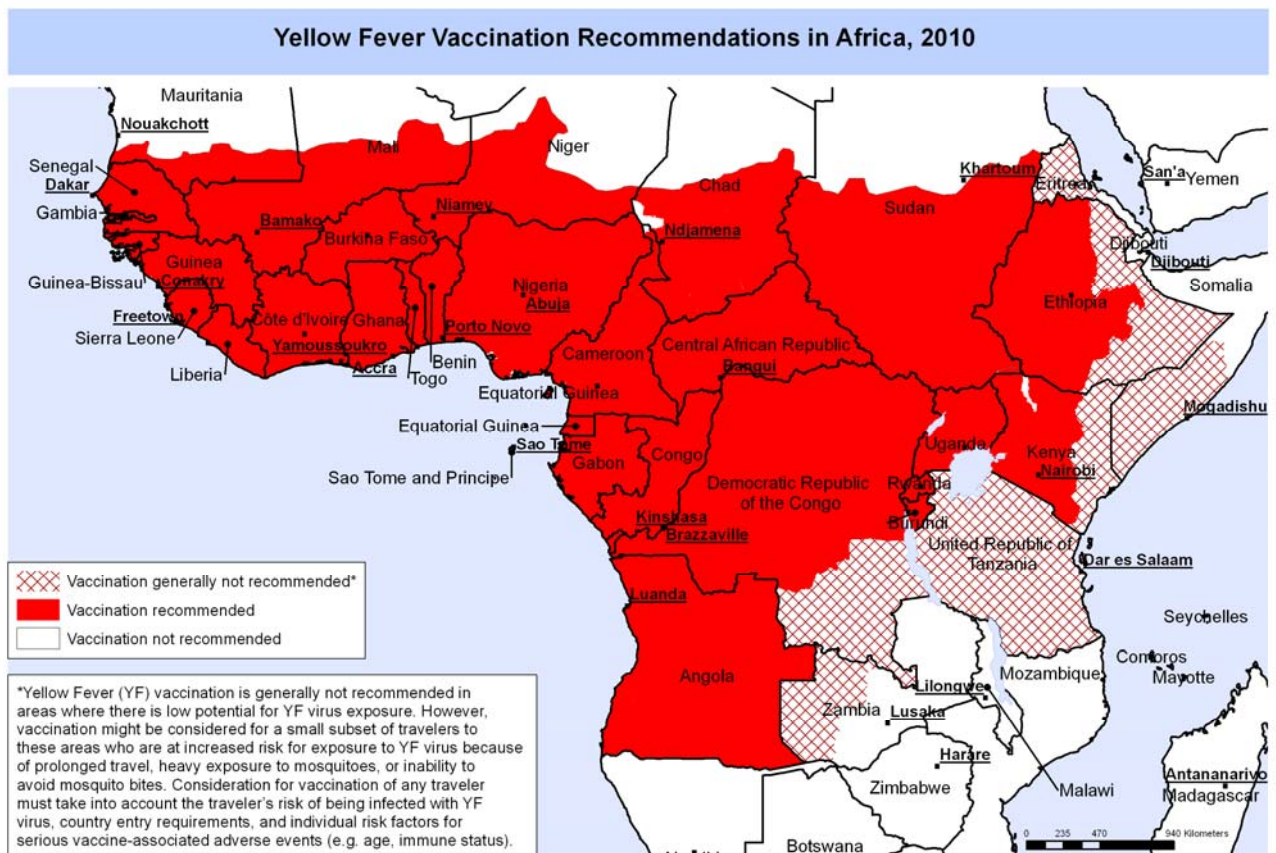 Yellow Fever Vaccination Recommendations in Africa, 2010
Mauritania
Nouakchott
Senegal
Dakar
Gambia
Mali
Niger
Chad
Sudan
Khartoum
Eritrea
San'a
Yemen
Bamako
Niamey
Burkina Faso
Ndjamena
Djibouti
Djibouti
Guinea
Guinea-Bissau
Conakry
Nigeria
Abuja
Ethiopia
Somalia
Freetown
Sierra Leone
Côte d'Ivoire
Ghana
Yamoussoukro
Porto Novo
Liberia
Accra
Togo
Benin
Cameroon
Central African Republic
Bangui
Equatorial Guinea
Equatorial Guinea
Mogadishu
Sao Tome
Sao Tome and Principe
Gabon
Congo
Uganda
Kenya
Nairobi
Democratic Republic
of the Congo
Rwanda
Burundi
Kinshasa
Brazzaville
United Republic of
Tanzania
Dar es Salaam
Luanda
Seychelles
Angola
Comoros
Mayotte
Mozambique
Lilongwe
Zambia
Lusaka
Harare
Zimbabwe
Malawi
Antananarivo
Madagascar
Botswana
Vaccination generally not recommended*
Vaccination recommended
Vaccination not recommended
*Yellow Fever (YF) vaccination is generally not recommended in
areas where there is low potential for YF virus exposure. However,
vaccination might be considered for a small subset of travelers to
these areas who are at increased risk for exposure to YF virus because
of prolonged travel, heavy exposure to mosquitoes, or inability to
avoid mosquito bites. Consideration for vaccination of any traveler
must take into account the traveler's risk of being infected with YF
virus, country entry requirements, and individual risk factors for
serious vaccine-associated adverse events (e.g. age, immune status).
0 235 470 940 Kilometers